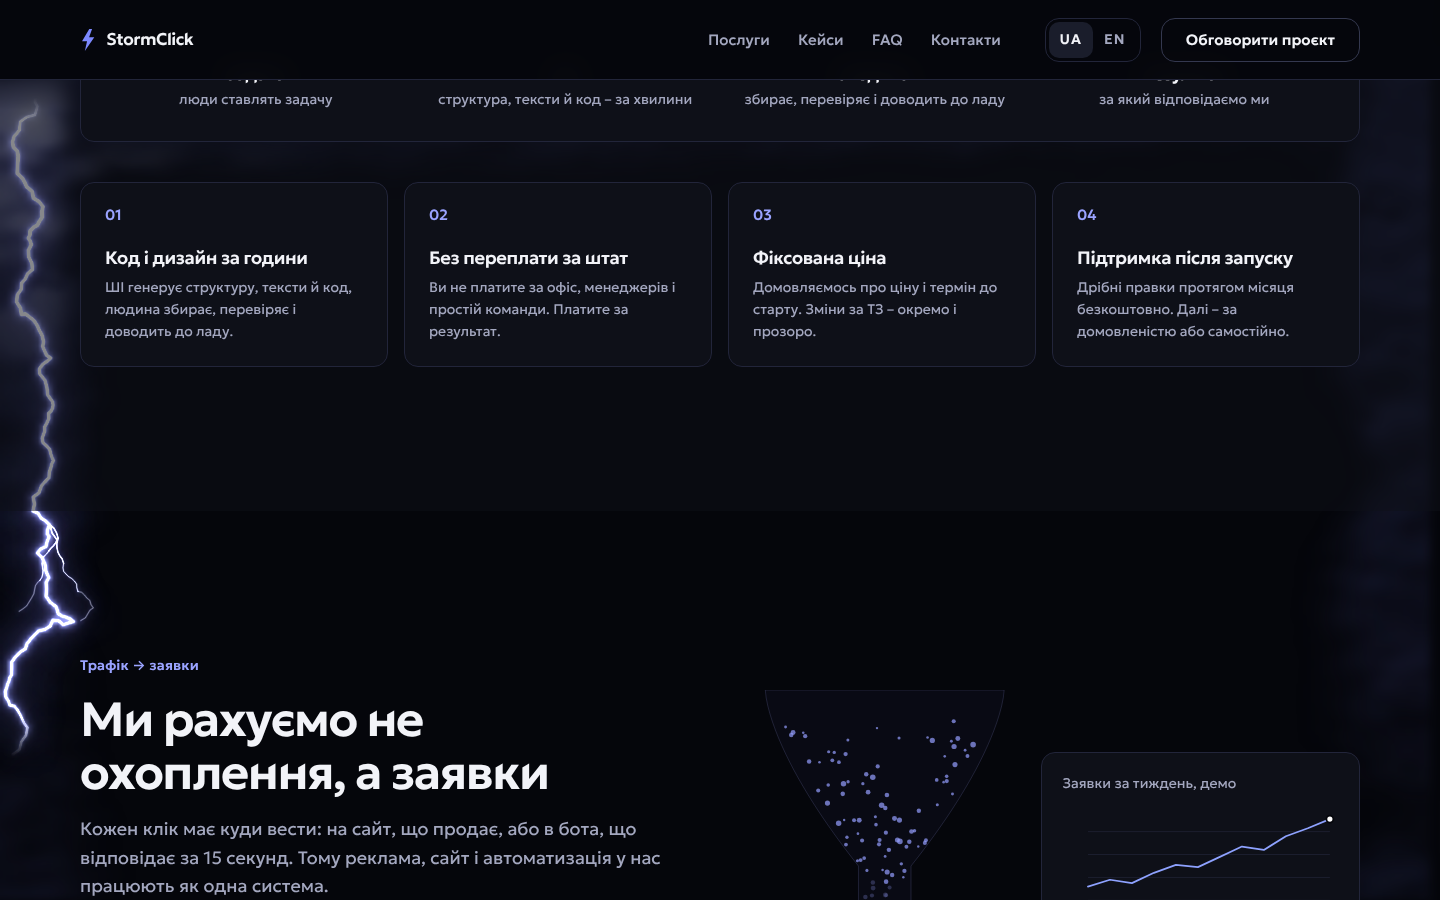 StormClick
Послуги
Кейси
FAQ
Контакти
UA
EN
Обговорити проєкт
люди ставлять задачу
структура, тексти й код – за хвилини
збирає, перевіряє і доводить до ладу
за який відповідаємо ми
01
Код і дизайн за години
ШІ генерує структуру, тексти й код,
людина збирає, перевіряє і
доводить до ладу.
02
Без переплати за штат
Ви не платите за офіс, менеджерів і
простій команди. Платите за
результат.
03
Фіксована ціна
Домовляємось про ціну і термін до
старту. Зміни за ТЗ – окремо і
прозоро.
04
Підтримка після запуску
Дрібні правки протягом місяця
безкоштовно. Далі – за
домовленістю або самостійно.
Трафік → заявки
Ми рахуємо не
охоплення, а заявки
Кожен клік має куди вести: на сайт, що продає, або в бота, що
відповідає за 15 секунд. Тому реклама, сайт і автоматизація у нас
працюють як одна система.
Заявки за тиждень, демо